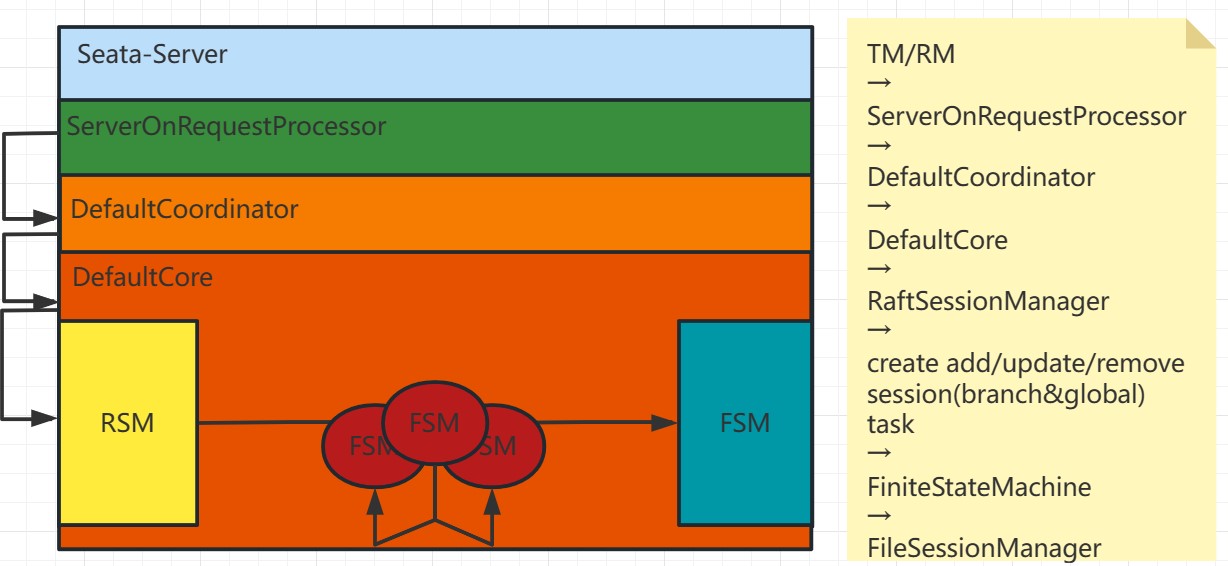 Seata-Server
ServerOnRequestProcessor
DefaultCoordinator
DefaultCore
RSM
FSM
FSM
SM
FSM
TM/RM
→
ServerOnRequestProcessor
→
DefaultCoordinator
→
DefaultCore
→
RaftSessionManager
→
create add/update/remove
session(branch&global)
task
→
FiniteStateMachine
→
FileSessionManager